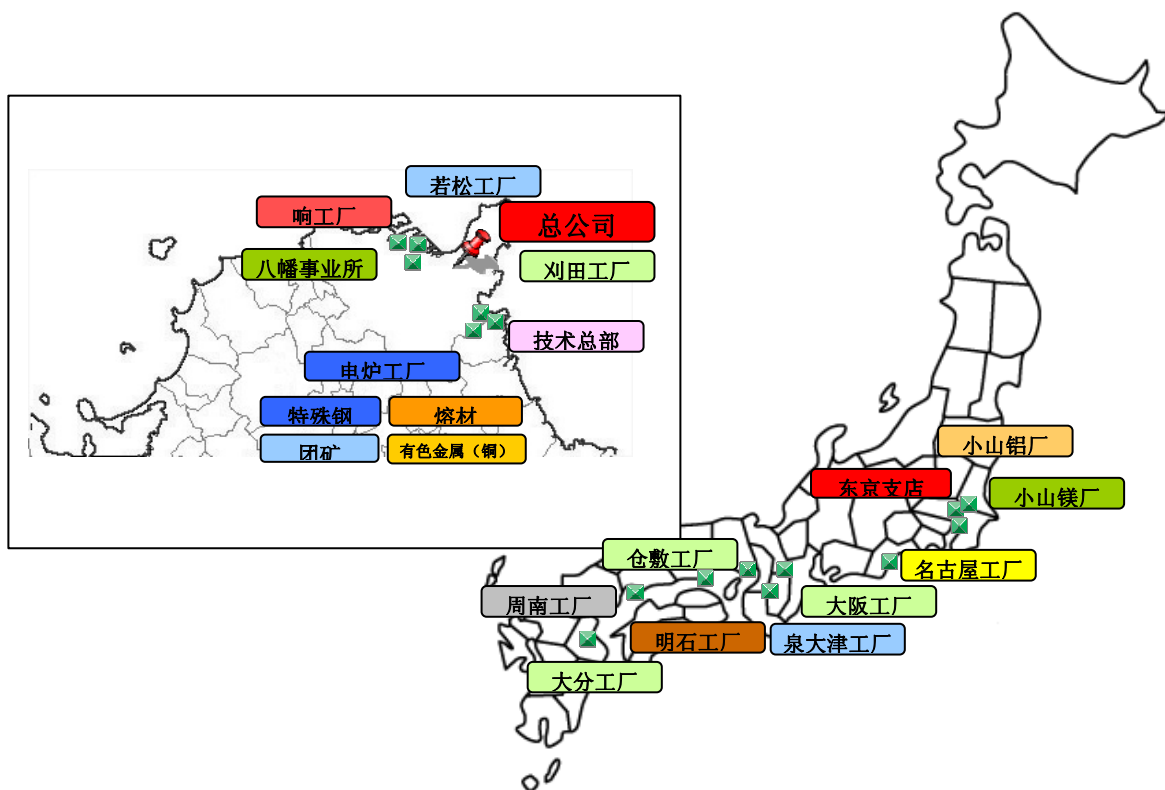 若松工厂
响工厂
总公司
八幡事业所
刈田工厂
技术总部
电炉工厂
特殊钢
熔材
团矿
有色金属（铜）
小山铝厂
东京支店
小山镁厂
仓敷工厂
名古屋工厂
周南工厂
大阪工厂
明石工厂
泉大津工厂
大分工厂